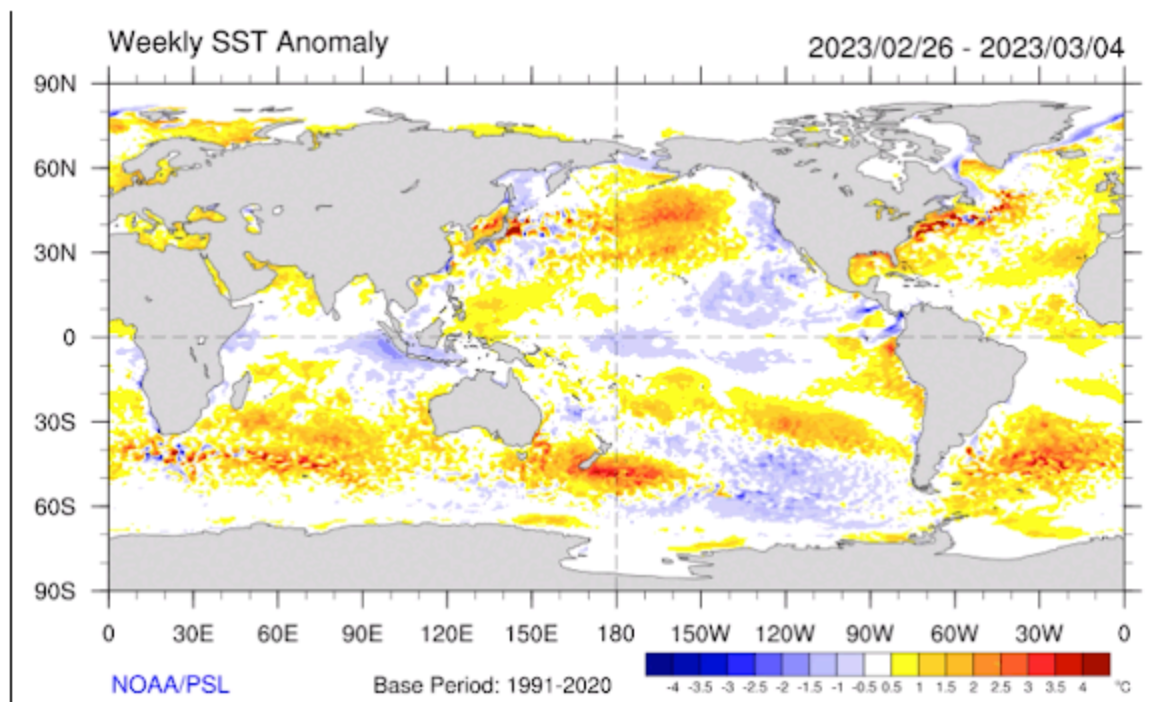 Weekly SST Anomaly 2023/02/26 - 2023/03/04
90N
60N
30N
0
30S
60S
90S
0 30E 60E 90E 120E 150E 180 150W 120W 90W 60W 30W 0
NOAA/PSL Base Period: 1991-2020
-4 -3.5 -3 -2.5 -2 -1.5 -1 -0.5 0.5 1 1.5 2 2.5 3 3.5 4 °C